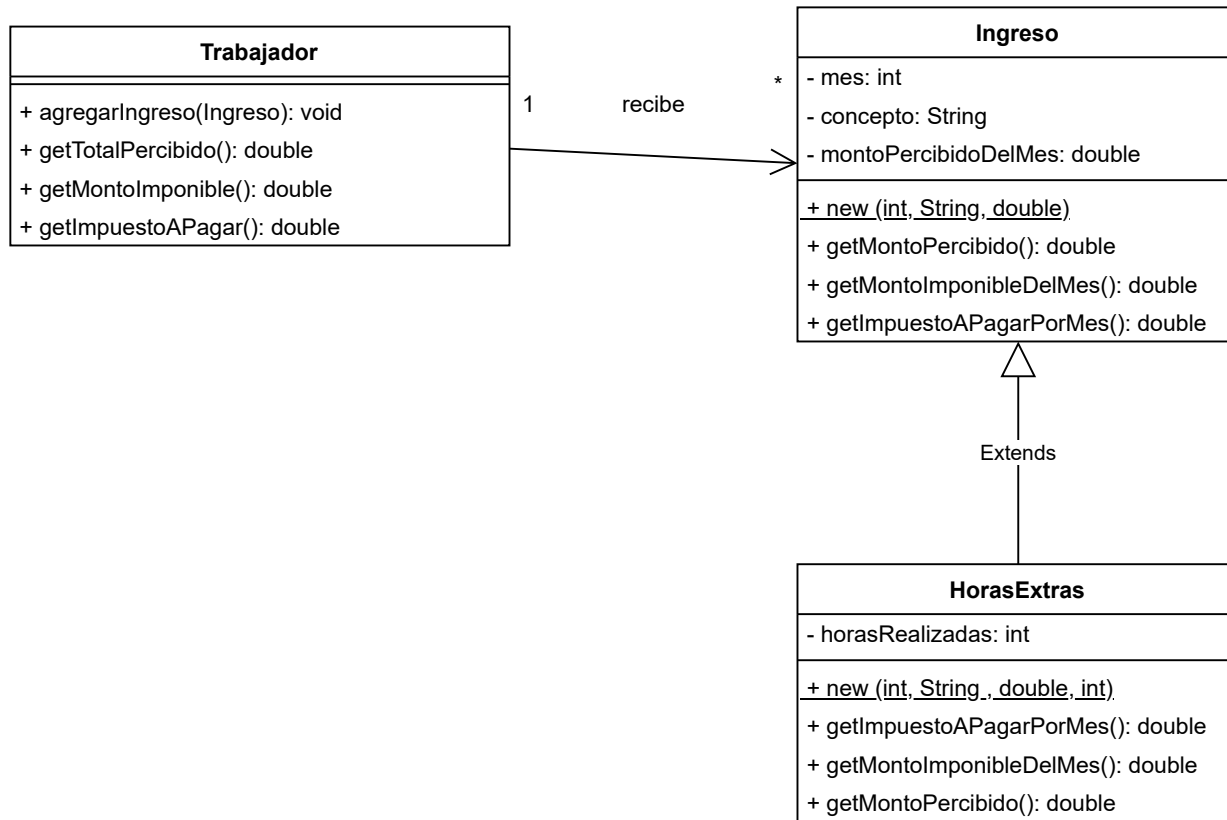 Trabajador
+ agregarIngreso(Ingreso): void
+ getTotalPercibido(): double
+ getMontoImponible(): double
+ getImpuestoAPagar(): double
1
recibe
*
Ingreso
- mes: int
- concepto: String
- montoPercibidoDelMes: double
+ new (int, String, double)
+ getMontoPercibido(): double
+ getMontoImponibleDelMes(): double
+ getImpuestoAPagarPorMes(): double
Extends
HorasExtras
- horasRealizadas: int
+ new (int, String , double, int)
+ getImpuestoAPagarPorMes(): double
+ getMontoImponibleDelMes(): double
+ getMontoPercibido(): double